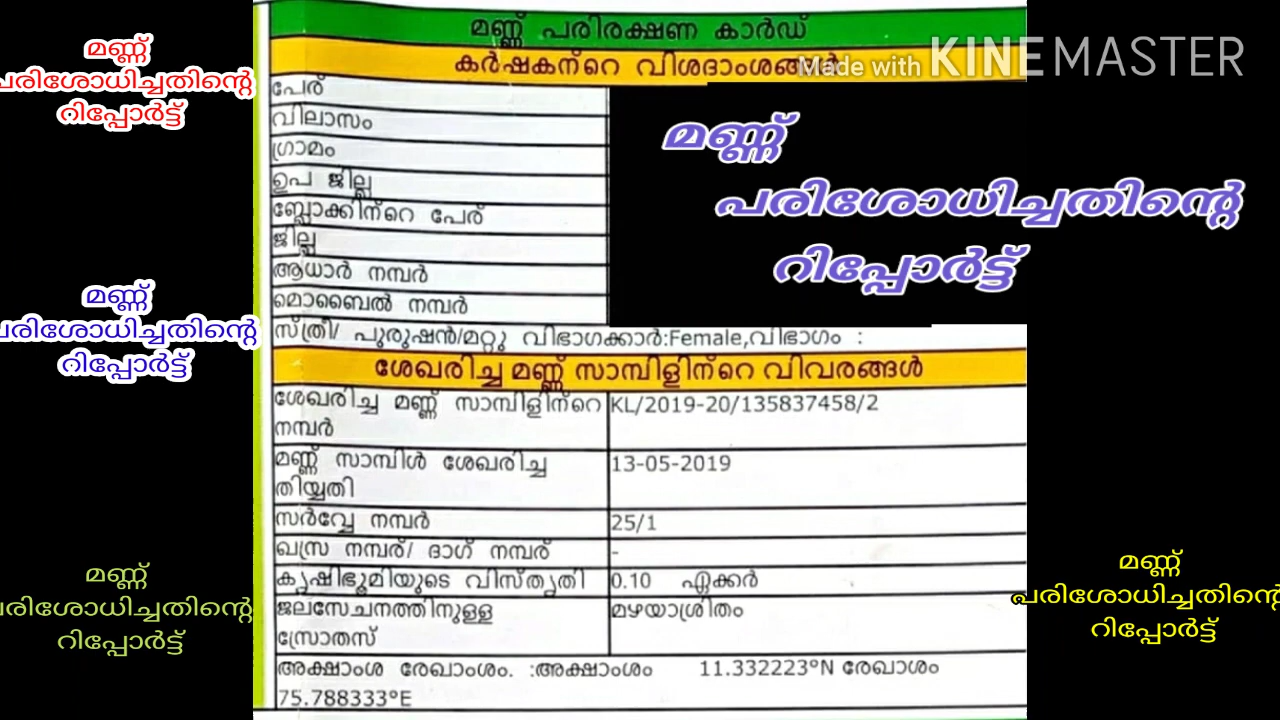 മണ്ണ്
പരിശോധിച്ചതിന്റെ
റിപ്പോർട്ട്
മണ്ണ് പരിരക്ഷണ കാർഡ്
കർഷകന്റെ വിശദാംശങ്ങൾ
Made with KINEMASTER
പേര്
വിലാസം
ഗ്രാമം
ഉപ ജില്ല
ബ്ലോക്കിന്റെ പേര്
ജില്ല
ആധാർ നമ്പർ
മൊബൈൽ നമ്പർ
സ്ത്രീ/ പുരുഷൻ/മറ്റു വിഭാഗക്കാർ:Female,വിഭാഗം :
മണ്ണ്
പരിശോധിച്ചതിന്റെ
റിപ്പോർട്ട്
മണ്ണ്
പരിശോധിച്ചതിന്റെ
റിപ്പോർട്ട്
ശേഖരിച്ച മണ്ണ് സാമ്പിളിന്റെ വിവരങ്ങൾ
ശേഖരിച്ച മണ്ണ് സാമ്പിളിന്റെ KL/2019-20/135837458/2
നമ്പർ
മണ്ണ് സാമ്പിൾ ശേഖരിച്ച 13-05-2019
തിയ്യതി
സർവ്വേ നമ്പർ 25/1
ഖസ്ര നമ്പര്/ ദാഗ് നമ്പര് -
കൃഷിഭൂമിയുടെ വിസ്തൃതി 0.10 ഏക്കർ
ജലസേചനത്തിനുള്ള മഴയാശ്രിതം
സ്രോതസ്
അക്ഷാംശ രേഖാംശം. :അക്ഷാംശം 11.332223°N രേഖാശം
75.788333°E
മണ്ണ്
പരിശോധിച്ചതിന്റെ
റിപ്പോർട്ട്
മണ്ണ്
പരിശോധിച്ചതിന്റെ
റിപ്പോർട്ട്